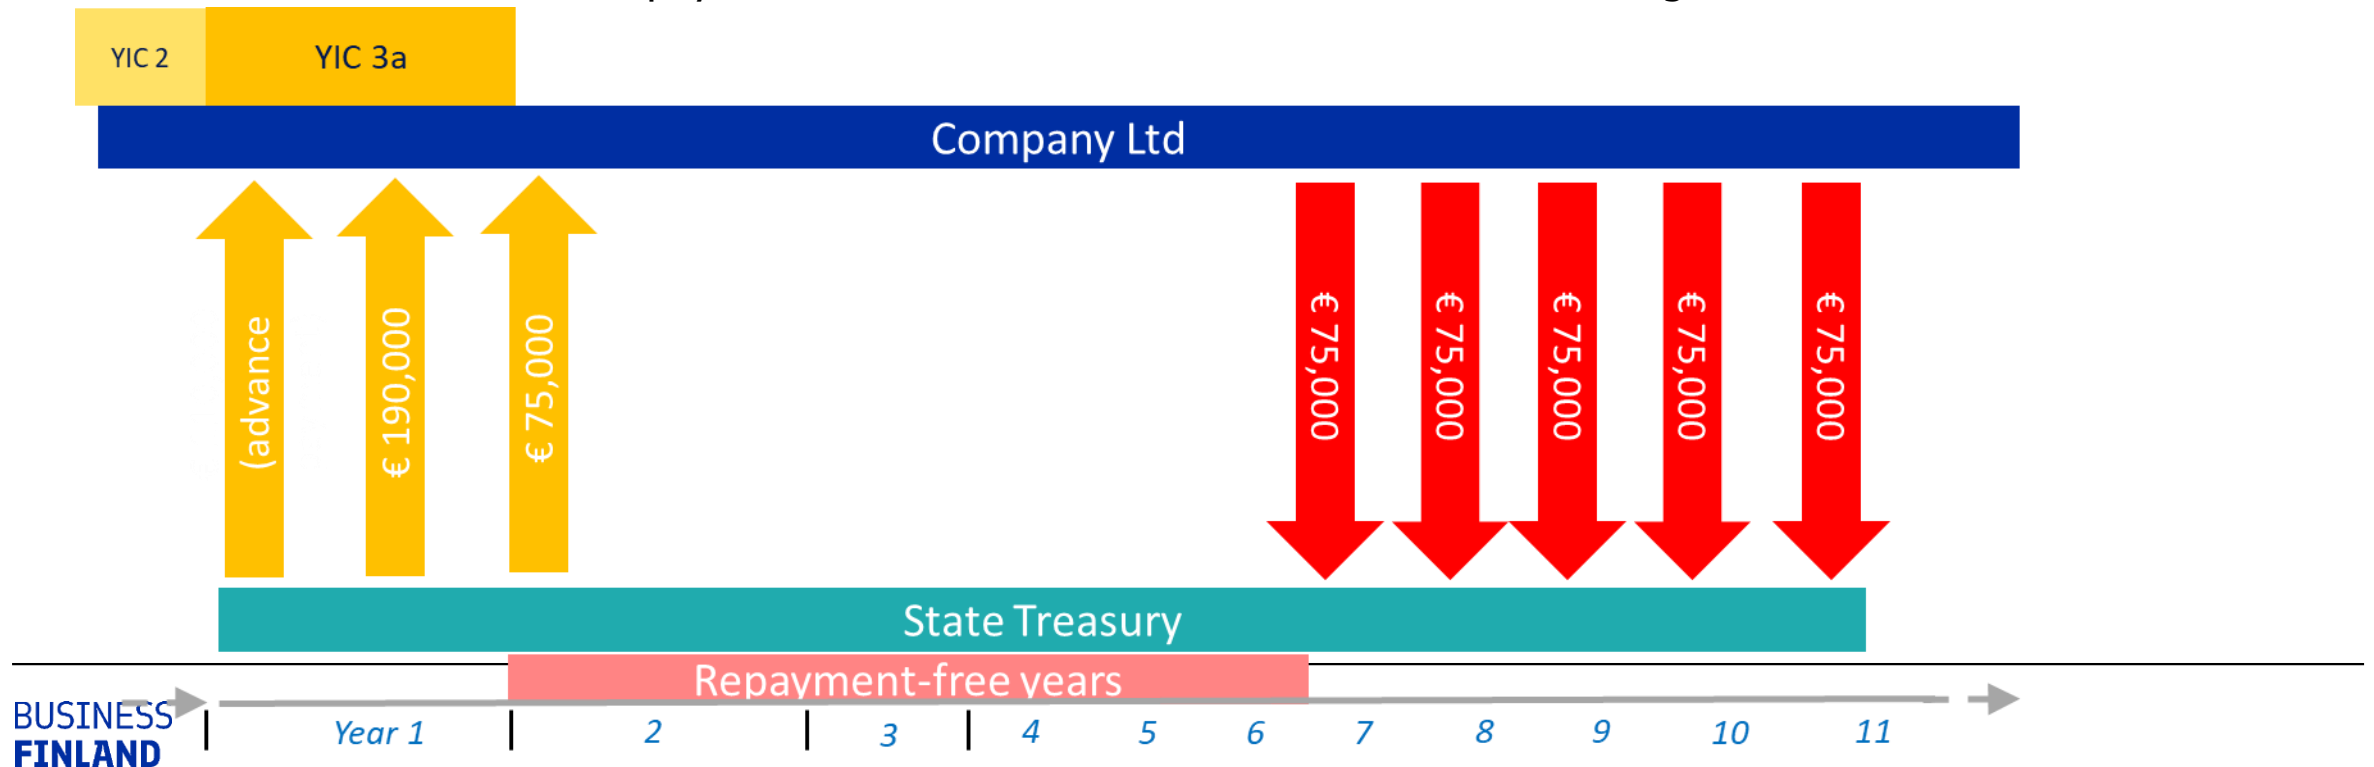 YIC 2
YIC 3a
Company Ltd
(advance
€ 190,000
€ 75,000
€ 75,000
€ 75,000
€ 75,000
€ 75,000
€ 75,000
State Treasury
Repayment-free years
Year 1
2
3
4
5
6
7
8
9
10
11
BUSINESS
FINLAND